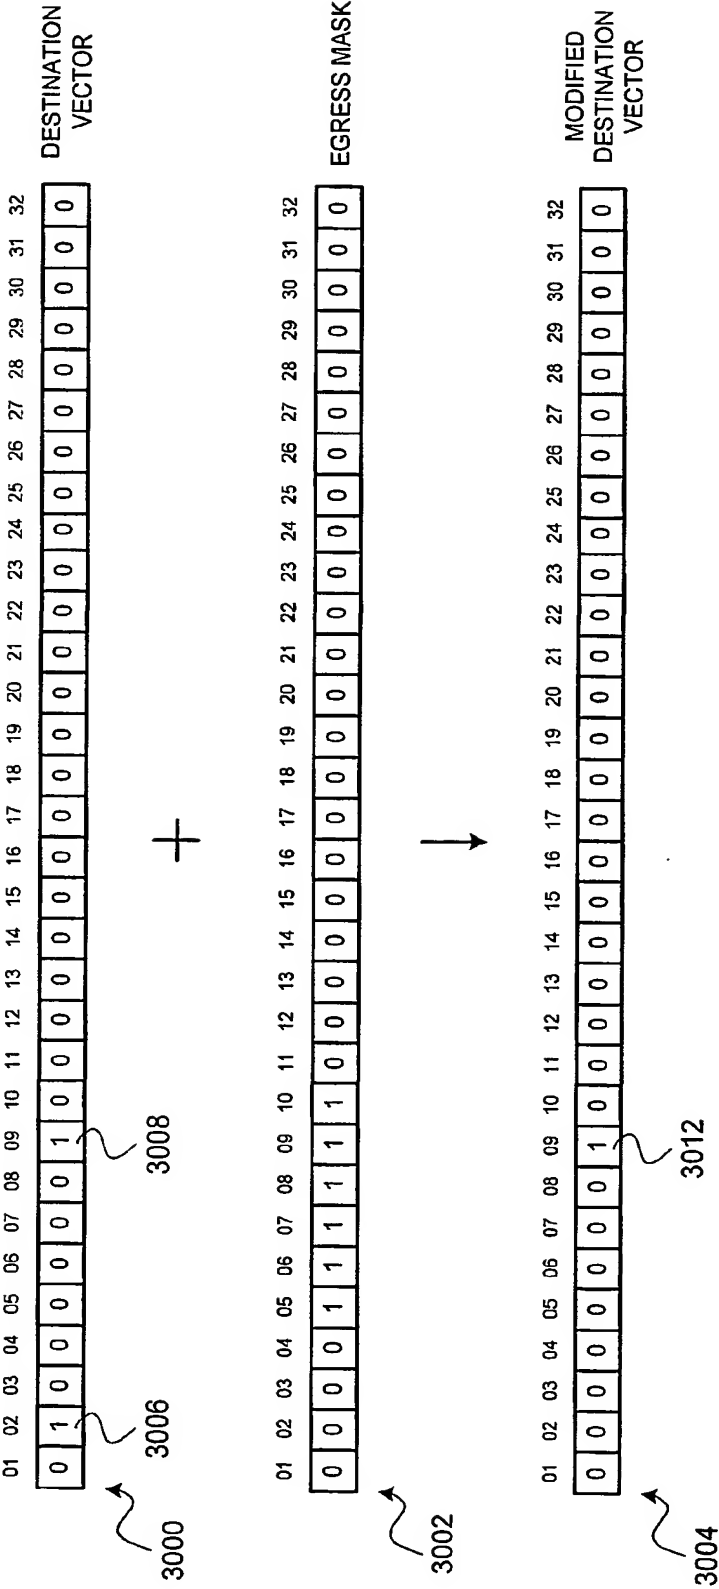 01 02 03 04 05 06 07 08 09 10 11 12 13 14 15 16 17 18 19 20 21 22 23 24 25 26 27 28 29 30 31 32
0 1 0 0 0 0 0 0 1 0 0 0 0 0 0 0 0 0 0 0 0 0 0 0 0 0 0 0 0 0 0 0
DESTINATION
VECTOR
3000
3006
3008
+
01 02 03 04 05 06 07 08 09 10 11 12 13 14 15 16 17 18 19 20 21 22 23 24 25 26 27 28 29 30 31 32
0 0 0 0 1 1 1 1 1 1 0 0 0 0 0 0 0 0 0 0 0 0 0 0 0 0 0 0 0 0 0 0
EGRESS MASK
3002
01 02 03 04 05 06 07 08 09 10 11 12 13 14 15 16 17 18 19 20 21 22 23 24 25 26 27 28 29 30 31 32
0 0 0 0 0 0 0 0 1 0 0 0 0 0 0 0 0 0 0 0 0 0 0 0 0 0 0 0 0 0 0 0
MODIFIED
DESTINATION
VECTOR
3004
3012